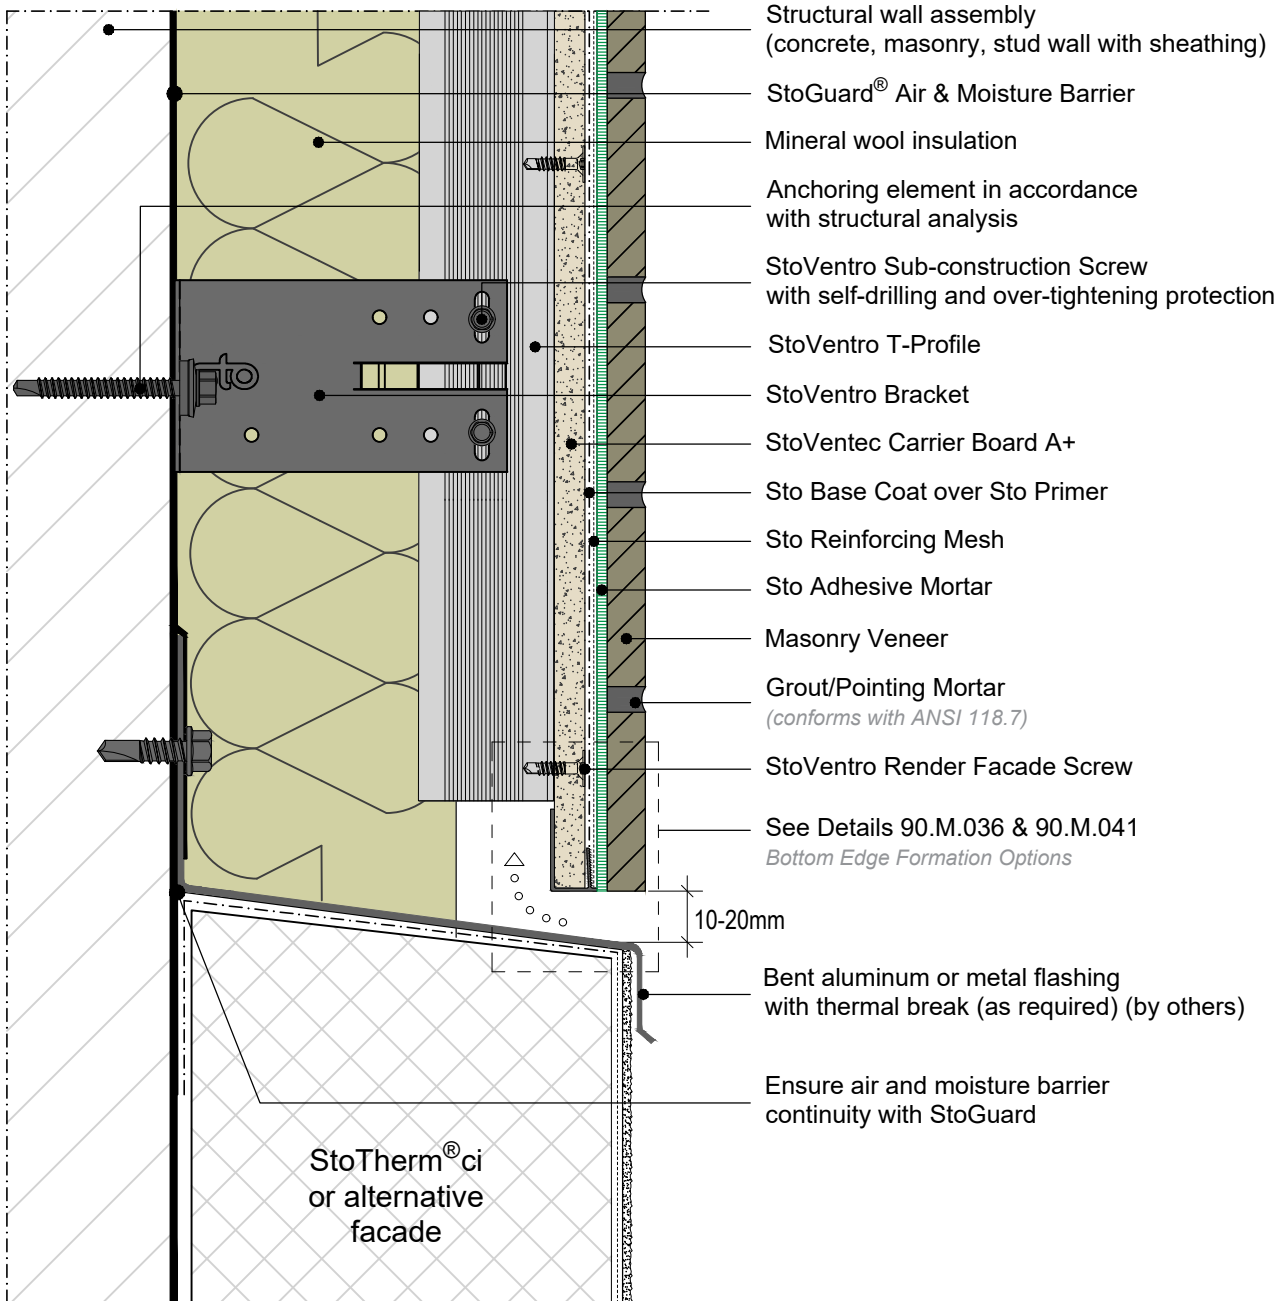 Structural wall assembly
(concrete, masonry, stud wall with sheathing)
StoGuard® Air & Moisture Barrier
Mineral wool insulation
Anchoring element in accordance
with structural analysis
StoVentro Sub-construction Screw
with self-drilling and over-tightening protection
StoVentro T-Profile
StoVentro Bracket
StoVentec Carrier Board A+
Sto Base Coat over Sto Primer
Sto Reinforcing Mesh
Sto Adhesive Mortar
Masonry Veneer
Grout/Pointing Mortar
(conforms with ANSI 118.7)
StoVentro Render Facade Screw
See Details 90.M.036 & 90.M.041
Bottom Edge Formation Options
10-20mm
Bent aluminum or metal flashing
with thermal break (as required) (by others)
Ensure air and moisture barrier
continuity with StoGuard
StoTherm®ci
or alternative
facade